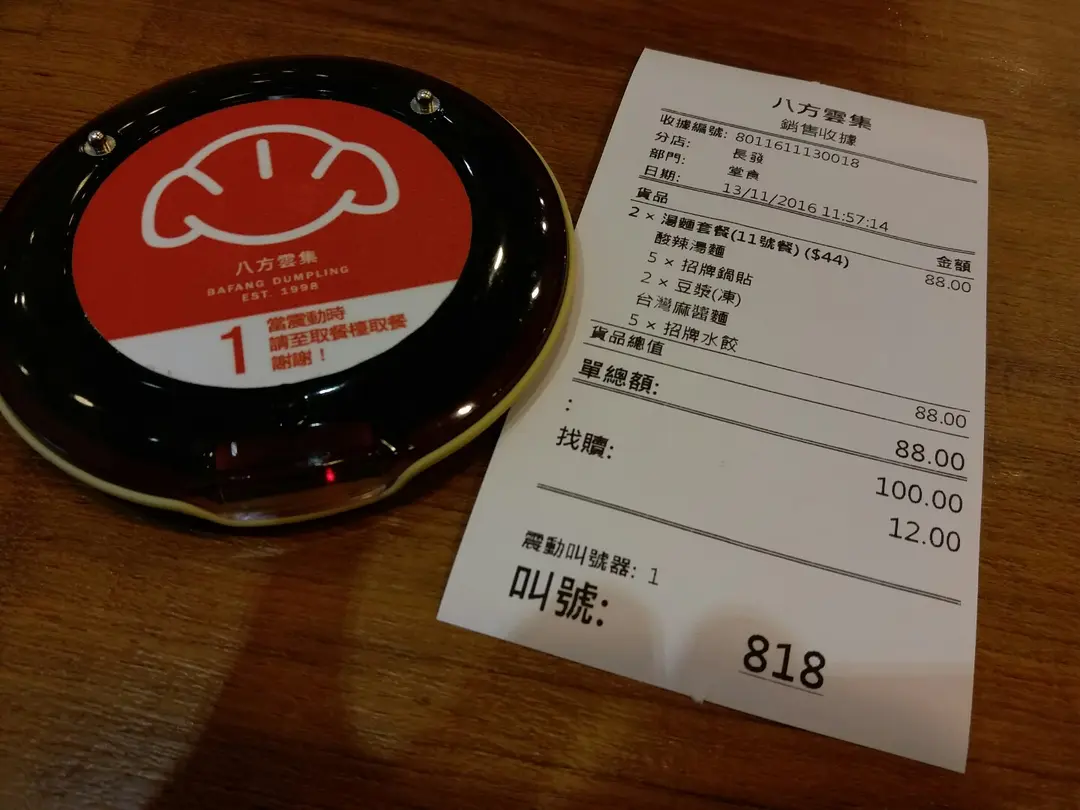 八方雲集
BAFANG DUMPLING
EST. 1998
1
當震動時
請至取餐檯取餐
謝謝！
八方雲集
銷售收據
收據編號: 8011611130018
分店: 長發
部門: 堂食
日期: 13/11/2016 11:57:14
貨品 金額
2 × 湯麵套餐(11號餐) ($44) 88.00
酸辣湯麵
5 × 招牌鍋貼
2 × 豆漿(凍)
台灣麻醬麵
5 × 招牌水餃
貨品總值 88.00
單總額: 88.00
: 100.00
找贖: 12.00
震動叫號器: 1
叫號: 818